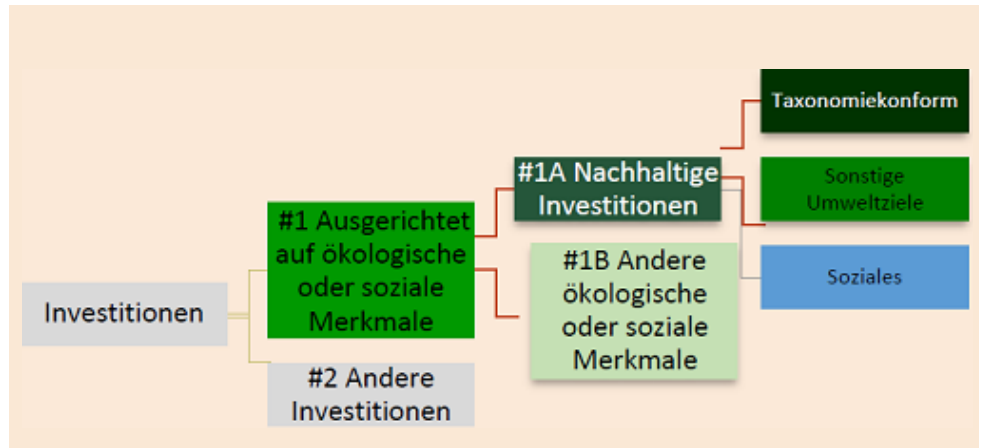 Investitionen
#1 Ausgerichtet
auf ökologische
oder soziale
Merkmale
#2 Andere
Investitionen
#1A Nachhaltige
Investitionen
#1B Andere
ökologische
oder soziale
Merkmale
Taxonomiekonform
Sonstige
Umweltziele
Soziales